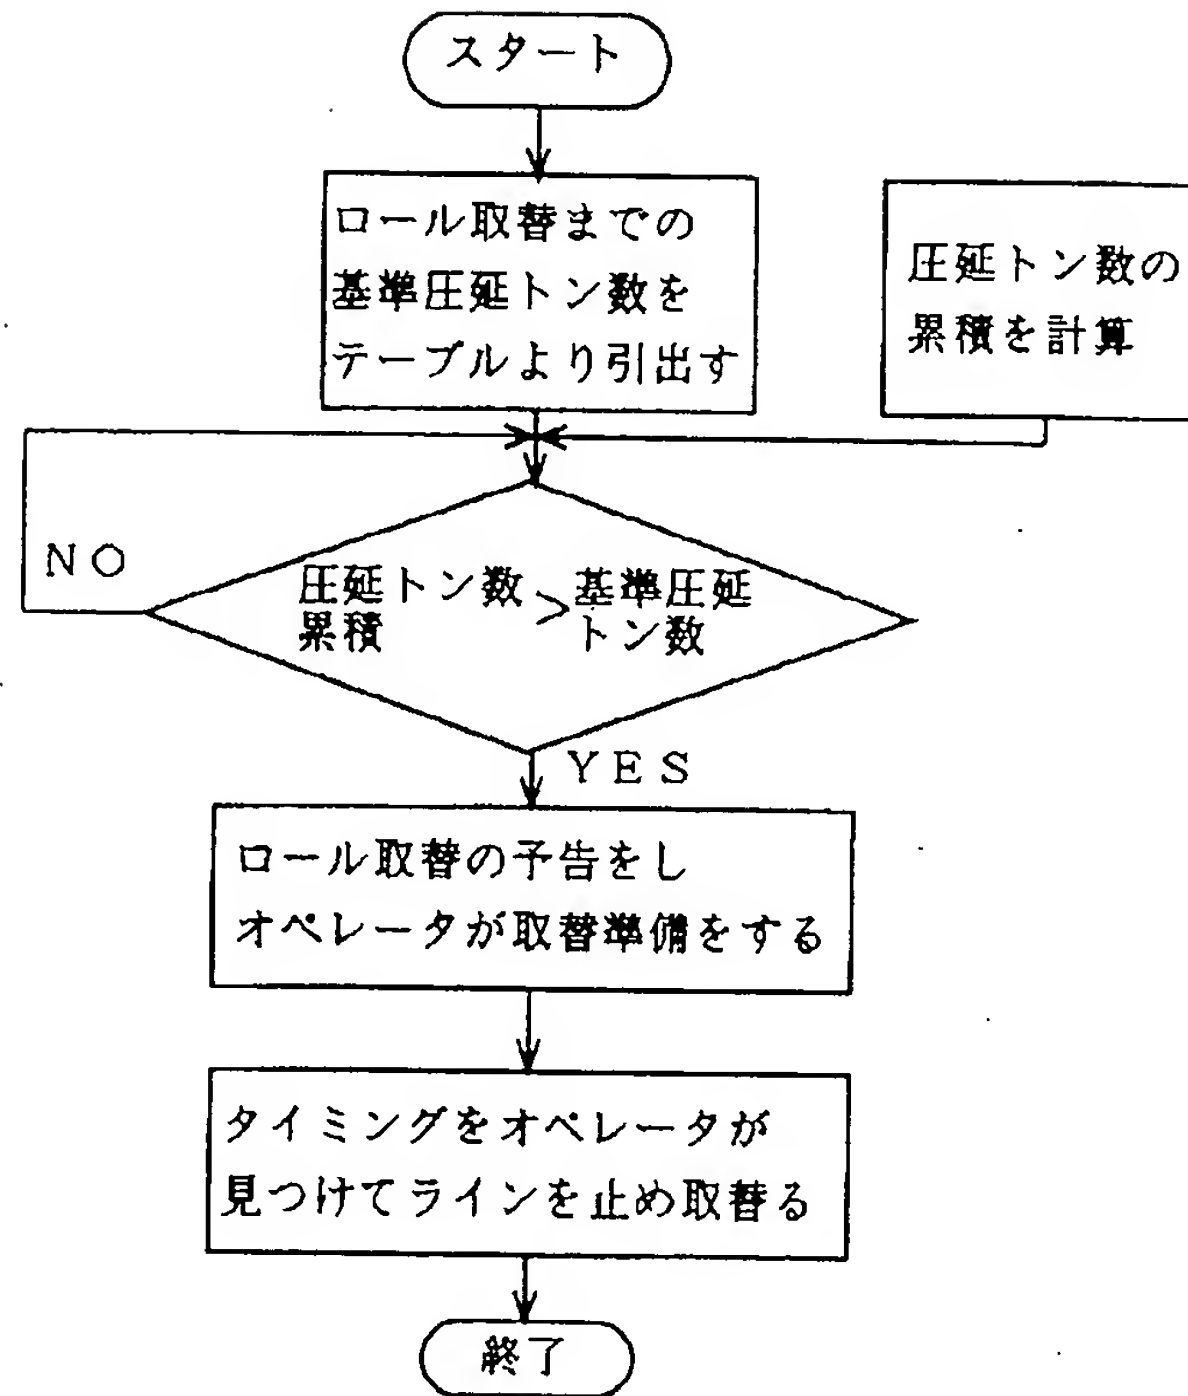 スタート
ロール取替までの
基準圧延トン数を
テーブルより引出す
圧延トン数の
累積を計算
NO
圧延トン数
累積
>
基準圧延
トン数
YES
ロール取替の予告をし
オペレータが取替準備をする
タイミングをオペレータが
見つけてラインを止め取替る
終了